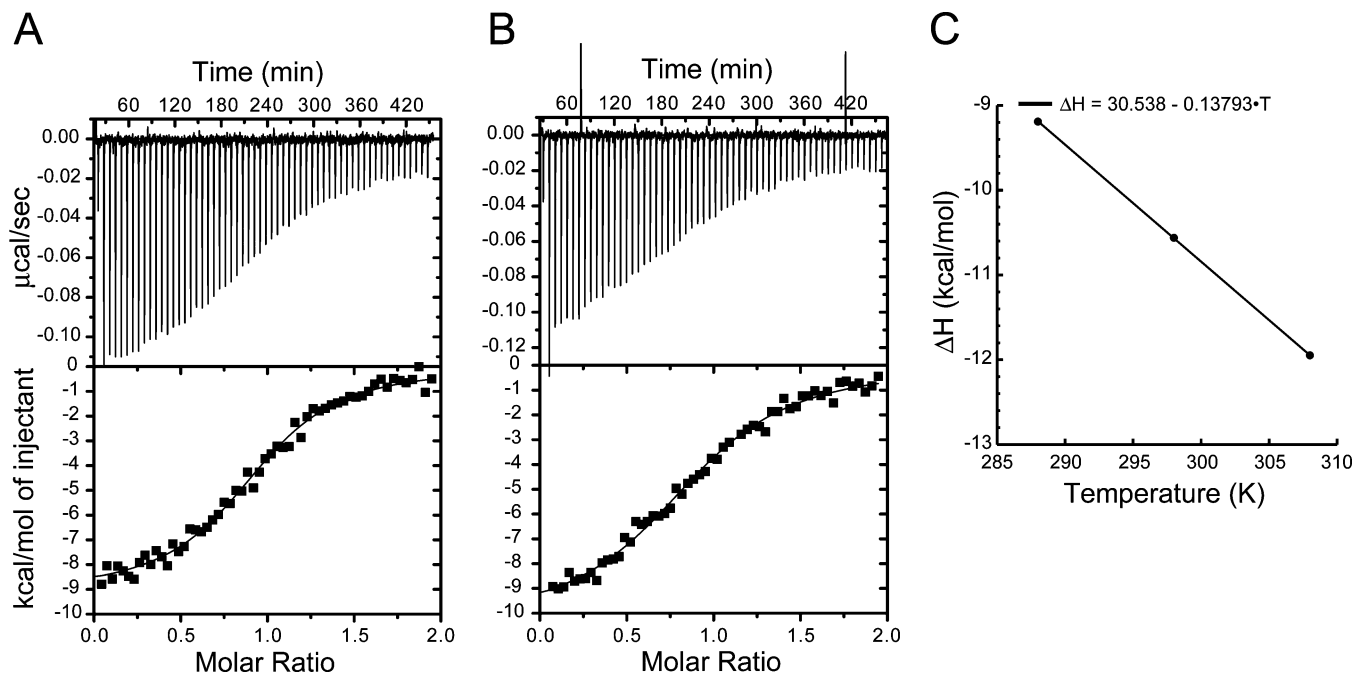 A
Time (min)
60 120 180 240 300 360 420
0.00
-0.02
-0.04
-0.06
-0.08
-0.10
µcal/sec
0
-1
-2
-3
-4
-5
-6
-7
-8
-9
-10
kcal/mol of injectant
0.0 0.5 1.0 1.5 2.0
Molar Ratio
B
Time (min)
60 120 180 240 300 360 420
0.00
-0.02
-0.04
-0.06
-0.08
-0.10
-0.12
0
-1
-2
-3
-4
-5
-6
-7
-8
-9
-10
0.0 0.5 1.0 1.5 2.0
Molar Ratio
C
ΔH = 30.538 - 0.13793•T
-9
-10
-11
-12
-13
ΔH (kcal/mol)
285 290 295 300 305 310
Temperature (K)